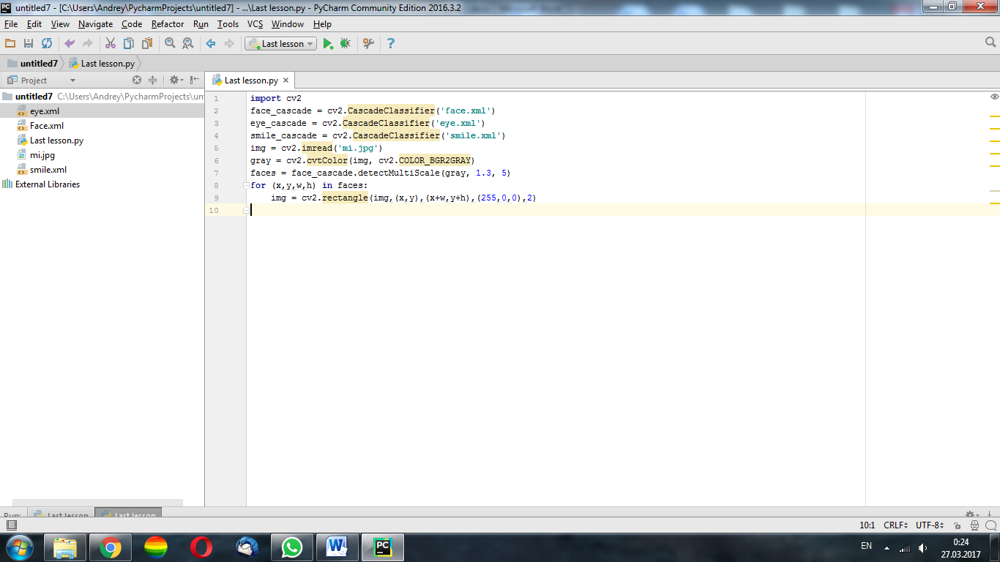 untitled7 - [C:\Users\Andrey\PycharmProjects\untitled7] - ...\Last lesson.py - PyCharm Community Edition 2016.3.2
File Edit View Navigate Code Refactor Run Tools VCS Window Help
Last lesson
untitled7 Last lesson.py
Project
Last lesson.py
untitled7 C:\Users\Andrey\PycharmProjects\un
eye.xml
Face.xml
Last lesson.py
mi.jpg
smile.xml
External Libraries
1 import cv2
2 face_cascade = cv2.CascadeClassifier('face.xml')
3 eye_cascade = cv2.CascadeClassifier('eye.xml')
4 smile_cascade = cv2.CascadeClassifier('smile.xml')
5 img = cv2.imread('mi.jpg')
6 gray = cv2.cvtColor(img, cv2.COLOR_BGR2GRAY)
7 faces = face_cascade.detectMultiScale(gray, 1.3, 5)
8 for (x,y,w,h) in faces:
9     img = cv2.rectangle(img,(x,y),(x+w,y+h),(255,0,0),2)
10
Run: Last lesson Last lesson
10:1 CRLF UTF-8
EN 0:24
27.03.2017